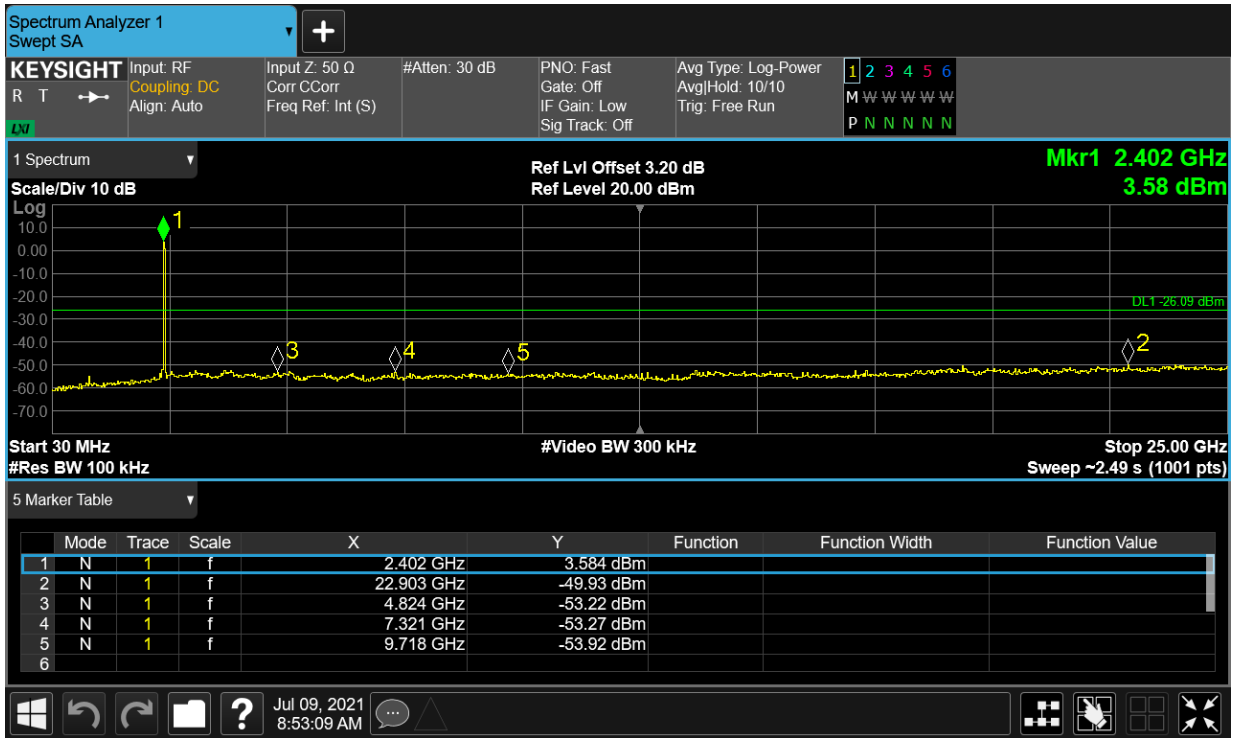 Spectrum Analyzer 1
Swept SA
KEYSIGHT Input: RF Input Z: 50 Ω #Atten: 30 dB PNO: Fast Avg Type: Log-Power 1 2 3 4 5 6
R T Coupling: DC Corr CCorr Gate: Off Avg|Hold: 10/10 M W W W W W
Align: Auto Freq Ref: Int (S) IF Gain: Low Trig: Free Run
LXI Sig Track: Off P N N N N N
1 Spectrum
Scale/Div 10 dB
Ref Lvl Offset 3.20 dB
Ref Level 20.00 dBm
Mkr1 2.402 GHz
3.58 dBm
Log
10.0
0.00
-10.0
-20.0
-30.0
-40.0
-50.0
-60.0
-70.0
1
DL1 -26.09 dBm
3 4 5 2
Start 30 MHz #Video BW 300 kHz Stop 25.00 GHz
#Res BW 100 kHz Sweep ~2.49 s (1001 pts)
5 Marker Table
Mode Trace Scale X Y Function Function Width Function Value
1 N 1 f 2.402 GHz 3.584 dBm
2 N 1 f 22.903 GHz -49.93 dBm
3 N 1 f 4.824 GHz -53.22 dBm
4 N 1 f 7.321 GHz -53.27 dBm
5 N 1 f 9.718 GHz -53.92 dBm
6
? Jul 09, 2021
8:53:09 AM